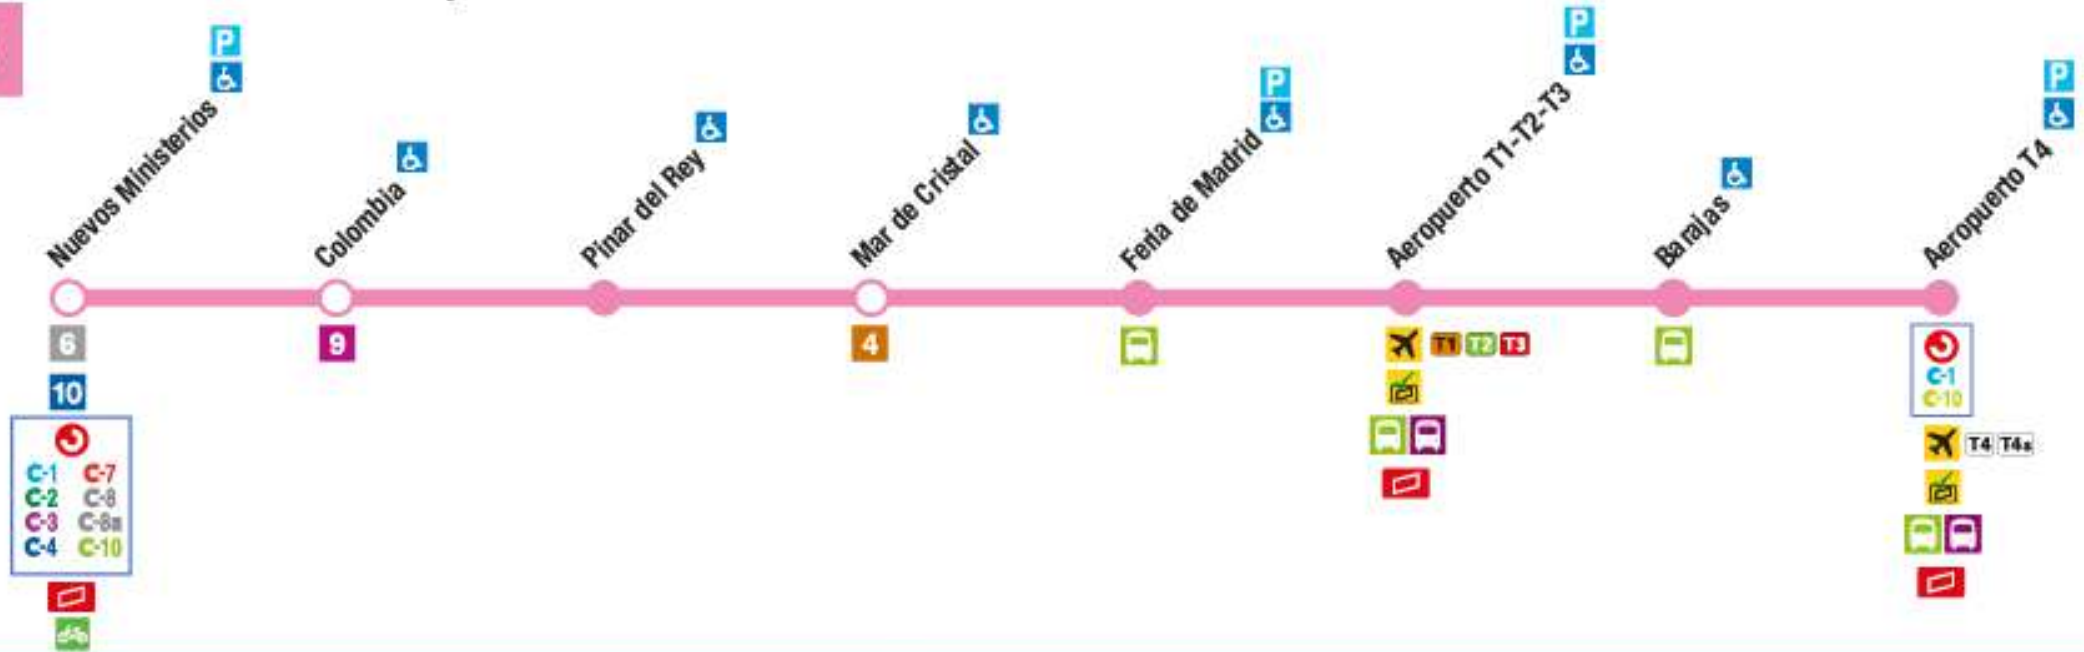 P
Nuevos Ministerios
Colombia
Pinar del Rey
Mar de Cristal
P
Feria de Madrid
P
Aeropuerto T1-T2-T3
Barajas
P
Aeropuerto T4
6
10
C-1 C-7
C-2 C-8
C-3 C-8a
C-4 C-10
9
4
T1 T2 T3
C-1
C-10
T4 T4s